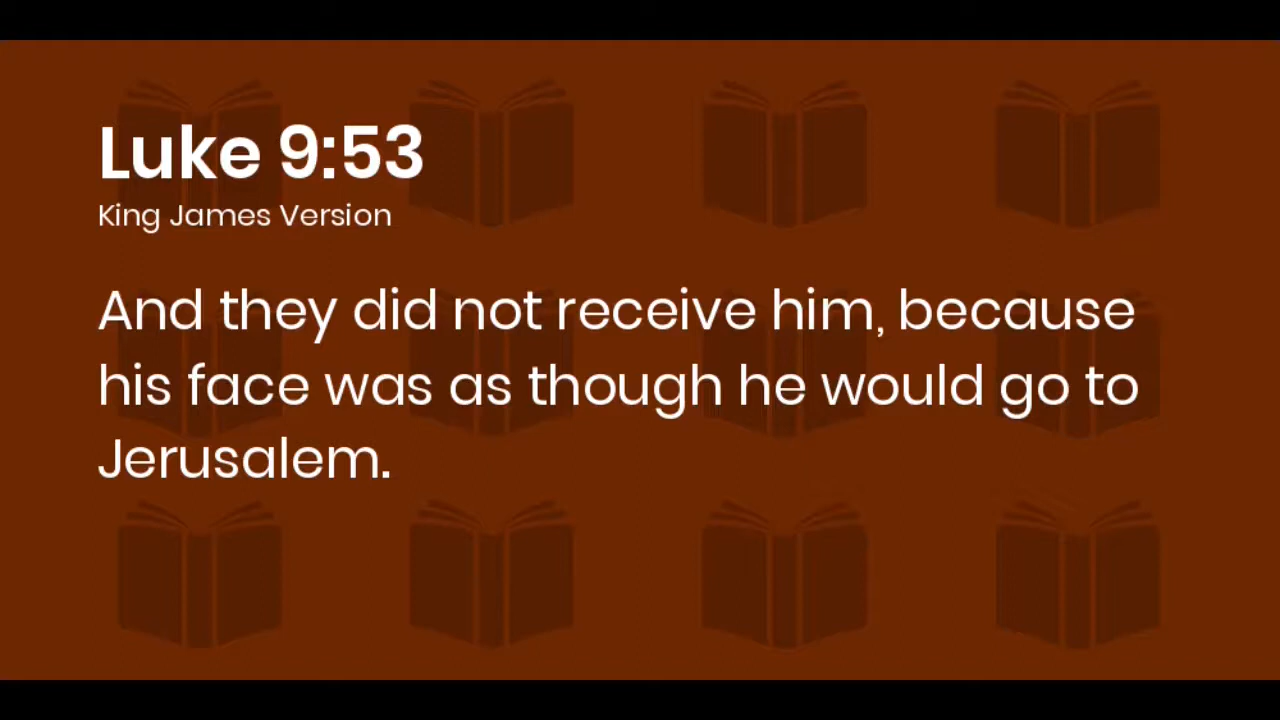 Luke 9:53
King James Version
And they did not receive him, because
his face was as though he would go to
Jerusalem.